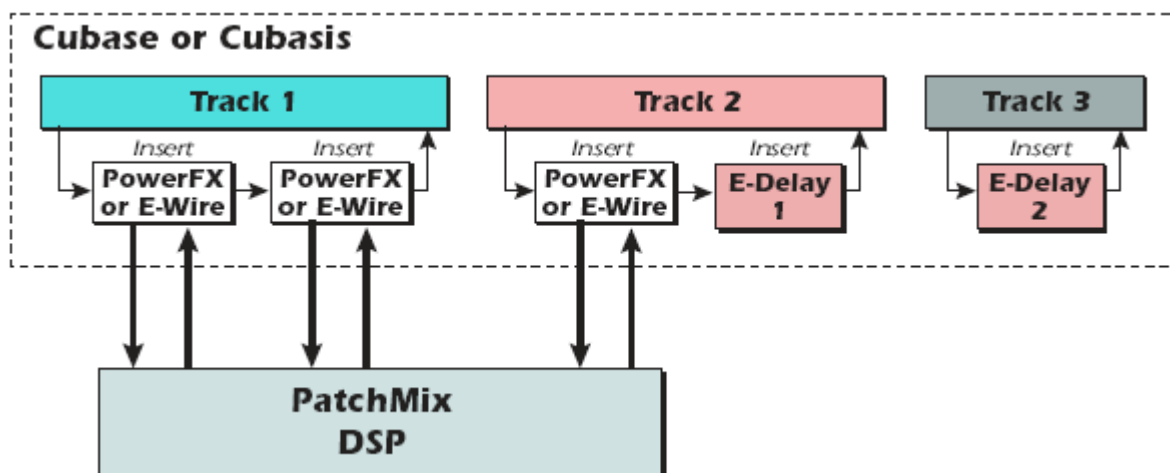 Cubase or Cubasis
Track 1
Track 2
Track 3
Insert
Insert
Insert
Insert
Insert
PowerFX
or E-Wire
PowerFX
or E-Wire
PowerFX
or E-Wire
E-Delay
1
E-Delay
2
PatchMix
DSP